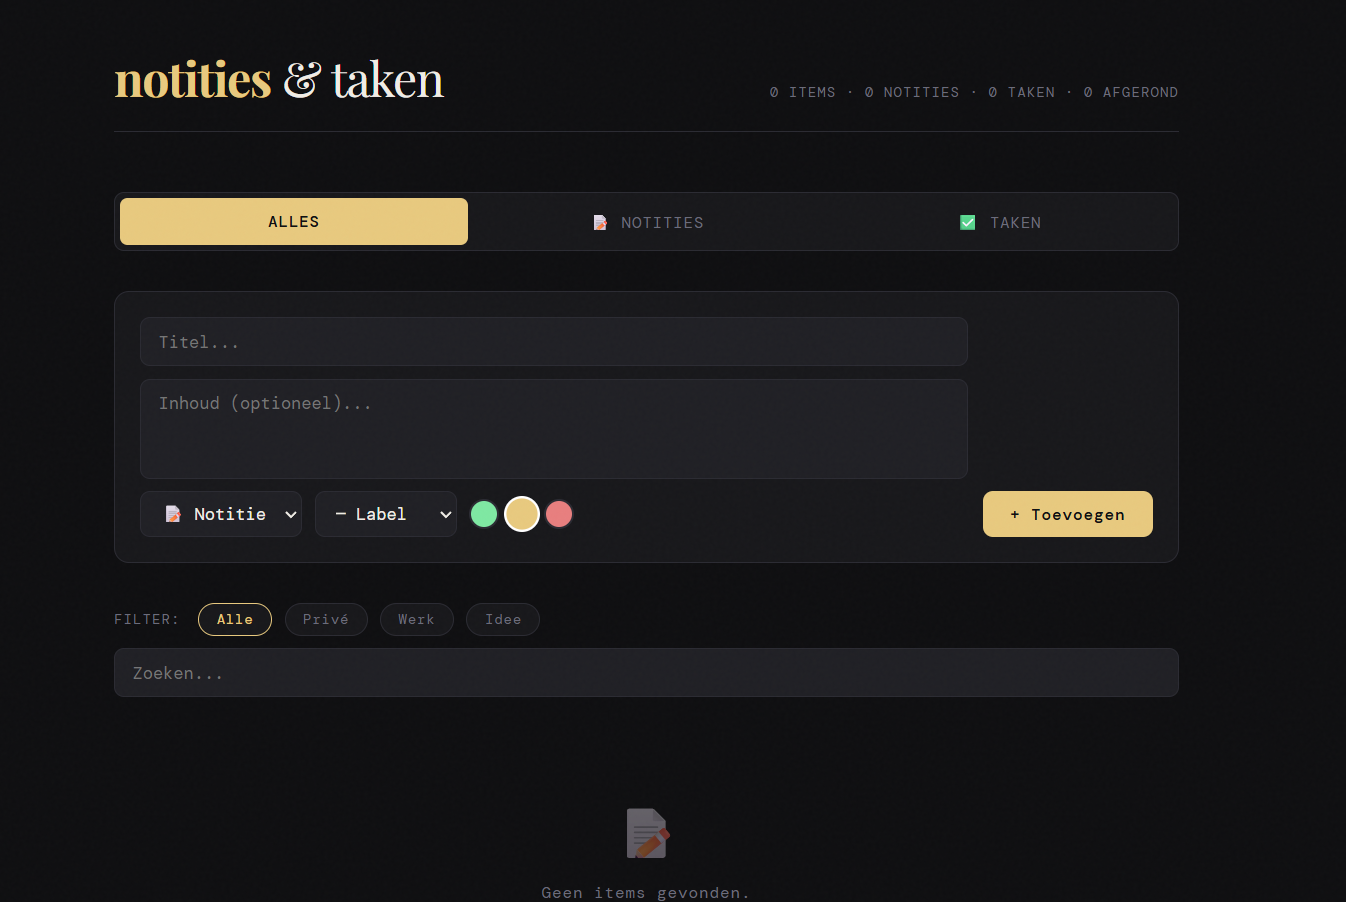 notities & taken
0 ITEMS · 0 NOTITIES · 0 TAKEN · 0 AFGEROND
ALLES
NOTITIES
TAKEN
Titel...
Inhoud (optioneel)...
Notitie
— Label
+ Toevoegen
FILTER:
Alle
Privé
Werk
Idee
Zoeken...
Geen items gevonden.